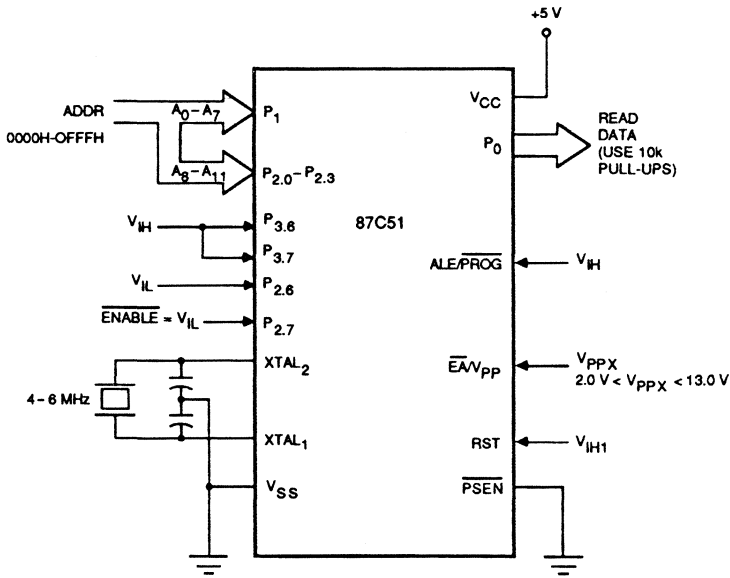 +5 V
ADDR
0000H-OFFFH
A0-A7
A8-A11
P1
P2.0-P2.3
VCC
P0
READ
DATA
(USE 10k
PULL-UPS)
VIH
P3.6
P3.7
87C51
VIL
P2.6
ALE/PROG
VIH
ENABLE = VIL
P2.7
XTAL2
EA/VPP
VPPX
2.0 V < VPPX < 13.0 V
4-6 MHz
XTAL1
RST
VIH1
VSS
PSEN